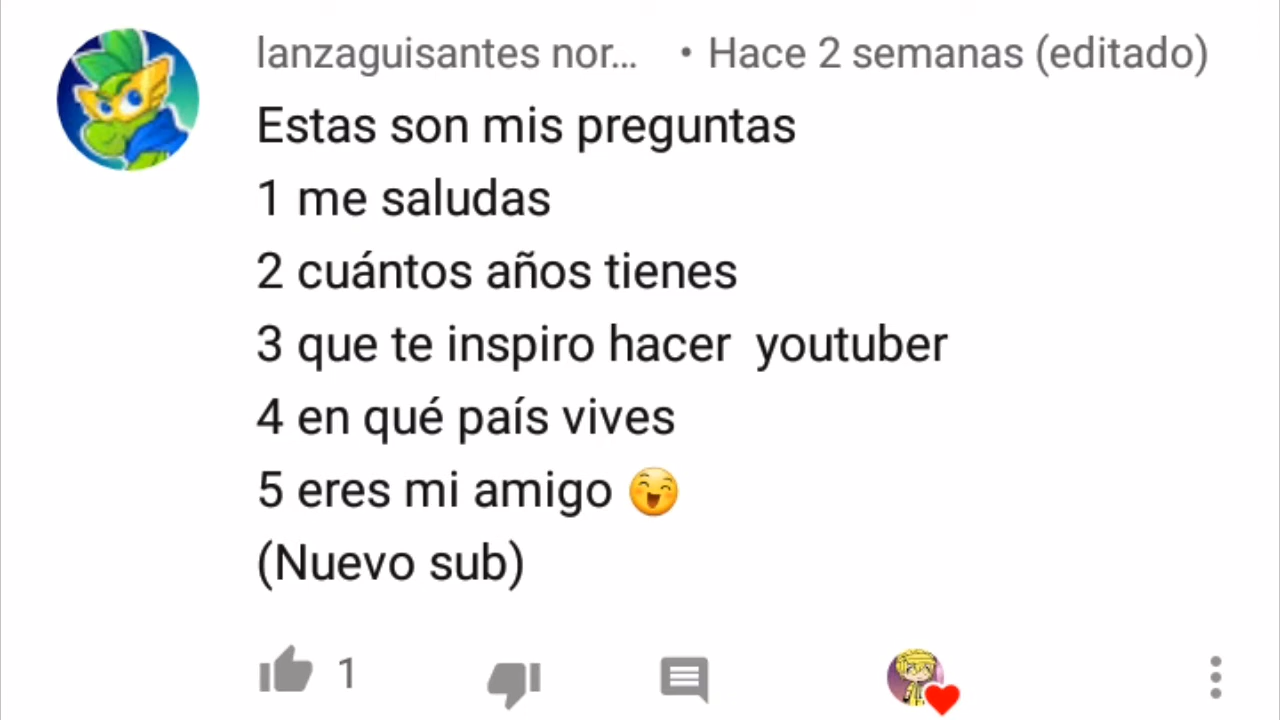 lanzaguisantes nor... • Hace 2 semanas (editado)
Estas son mis preguntas
1 me saludas
2 cuántos años tienes
3 que te inspiro hacer youtuber
4 en qué país vives
5 eres mi amigo 😄
(Nuevo sub)
1